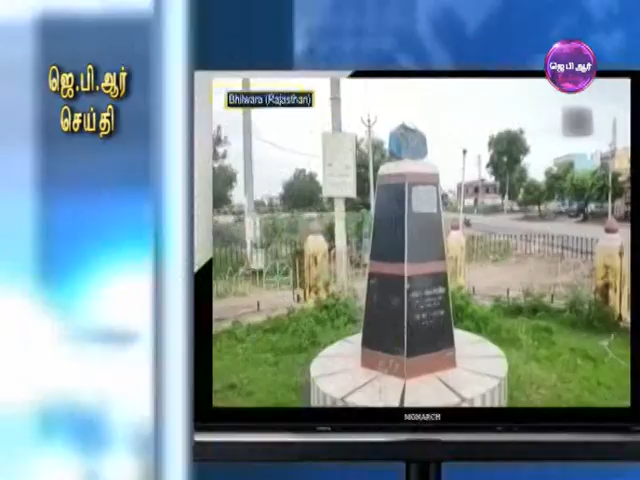 ஜெ.பி.ஆர்
செய்தி
Bhilwara (Rajasthan)
ஜெ பி ஆர்
MONARCH